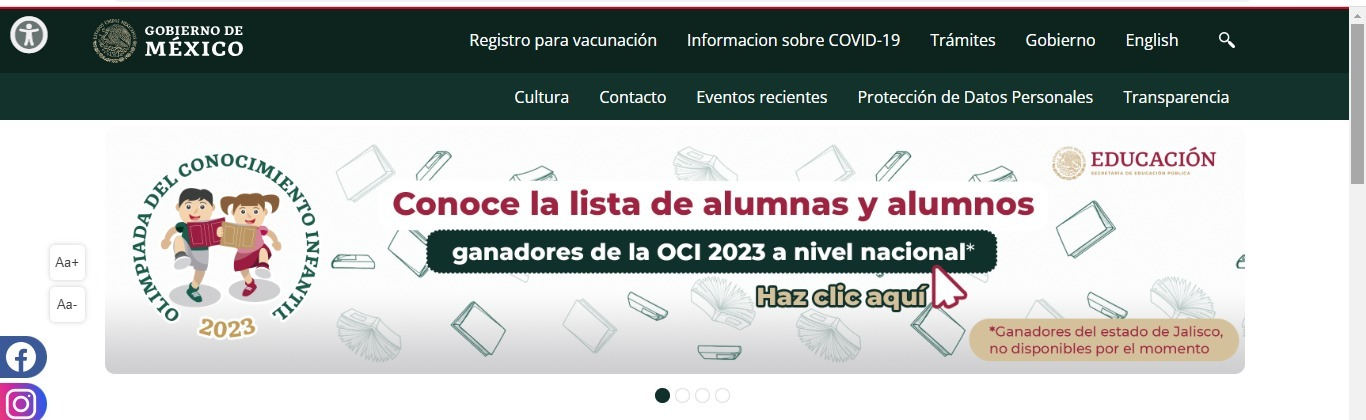 GOBIERNO DE
MÉXICO
Registro para vacunación Informacion sobre COVID-19 Trámites Gobierno English
Cultura Contacto Eventos recientes Protección de Datos Personales Transparencia
OLIMPIADA DEL CONOCIMIENTO INFANTIL
2023
EDUCACIÓN
SECRETARÍA DE EDUCACIÓN PÚBLICA
Conoce la lista de alumnas y alumnos
ganadores de la OCI 2023 a nivel nacional*
Haz clic aquí
*Ganadores del estado de Jalisco,
no disponibles por el momento
Aa+
Aa-